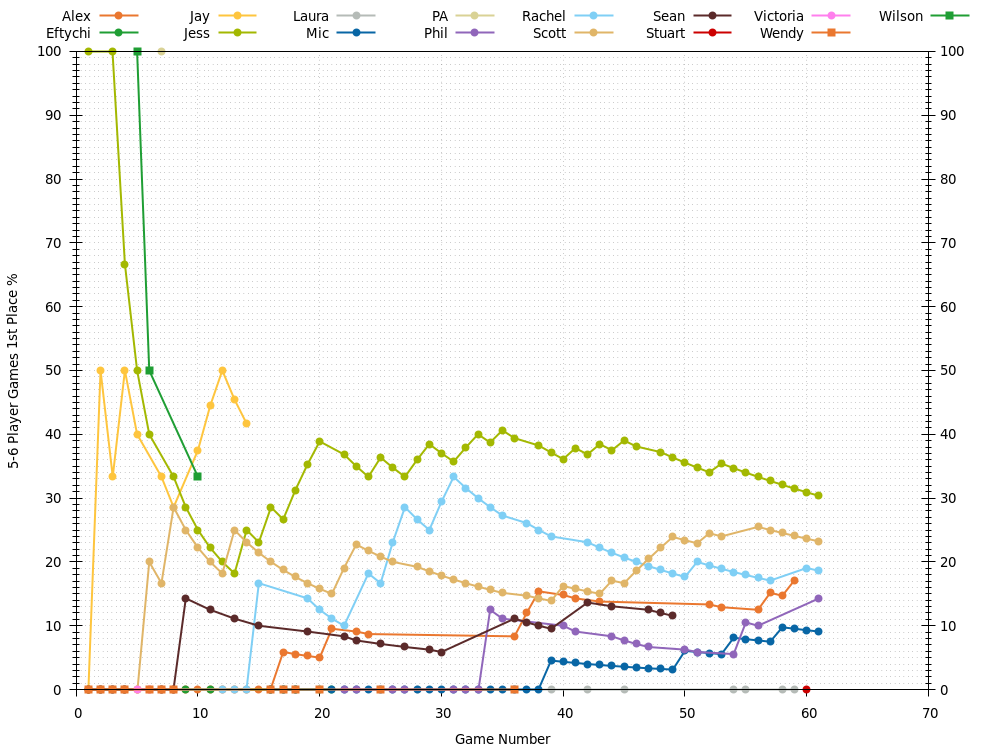 Alex Jay Laura PA Rachel Sean Victoria Wilson
Eftychi Jess Mic Phil Scott Stuart Wendy
100 100
90 90
80 80
70 70
60 60
50 50
40 40
30 30
20 20
10 10
0 0
0 10 20 30 40 50 60 70
5-6 Player Games 1st Place %
Game Number